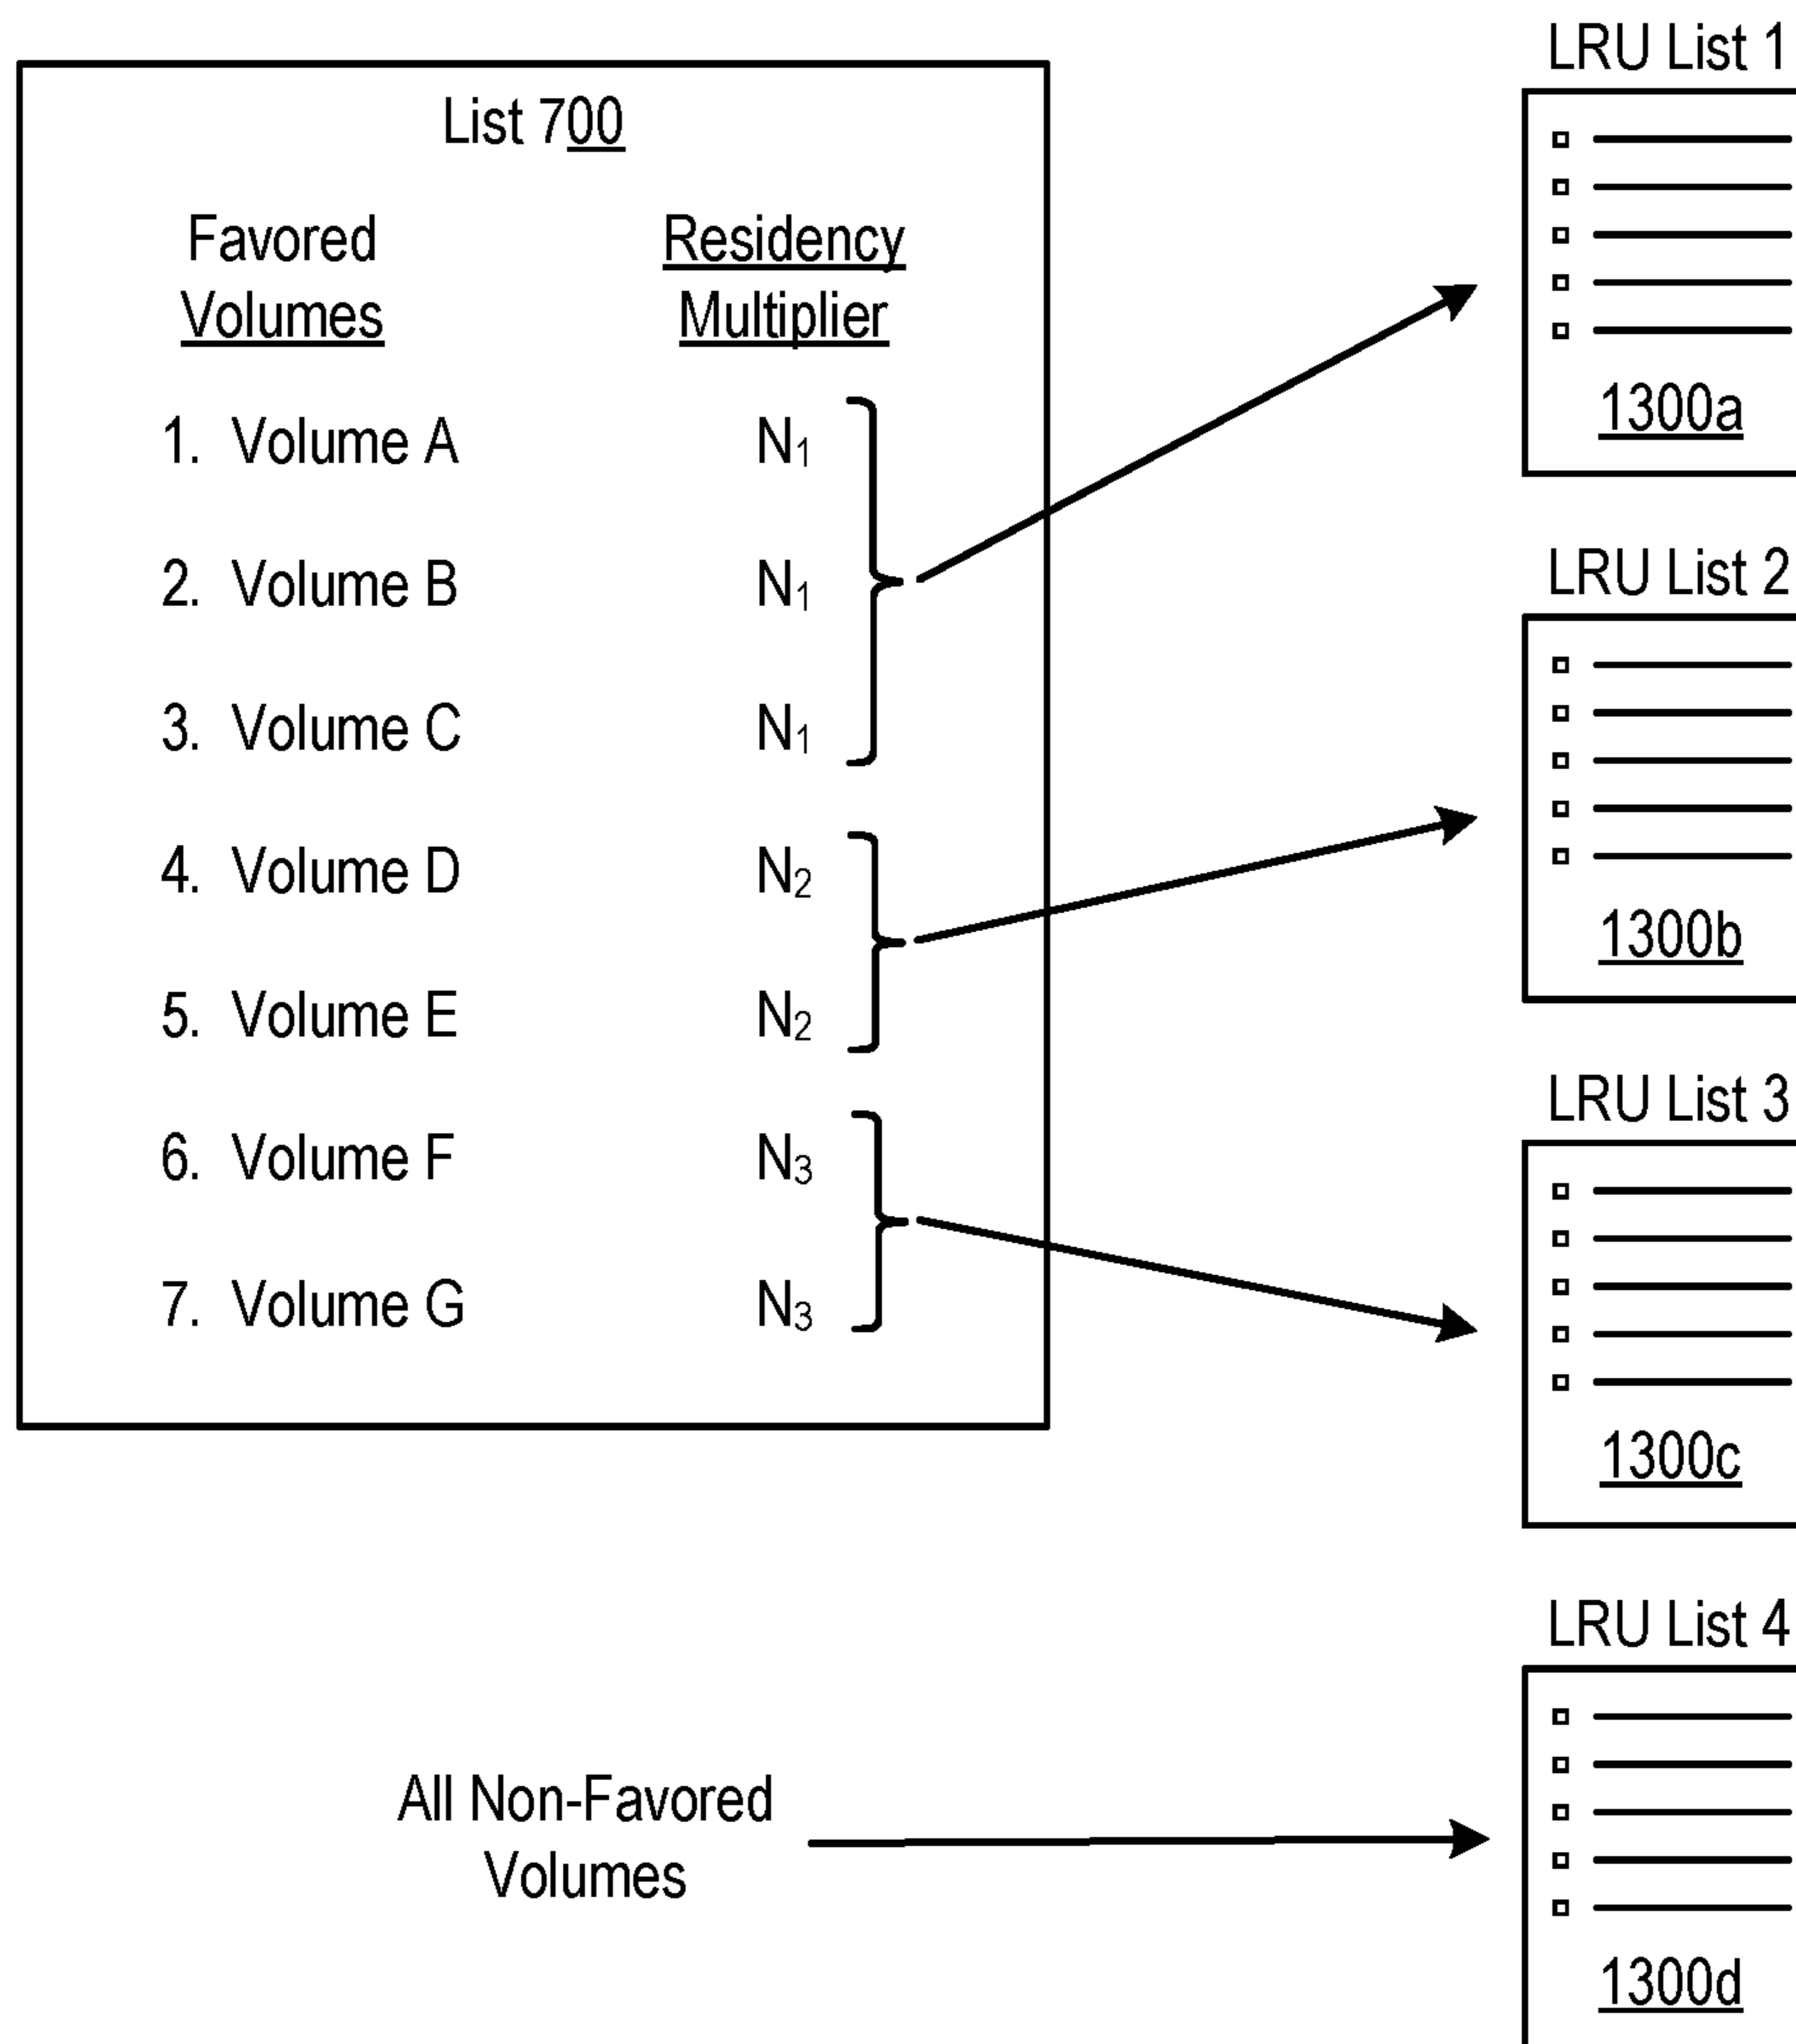 List 700
Favored Volumes
Residency Multiplier
1. Volume A N1
2. Volume B N1
3. Volume C N1
4. Volume D N2
5. Volume E N2
6. Volume F N3
7. Volume G N3
All Non-Favored
Volumes
LRU List 1
1300a
LRU List 2
1300b
LRU List 3
1300c
LRU List 4
1300d